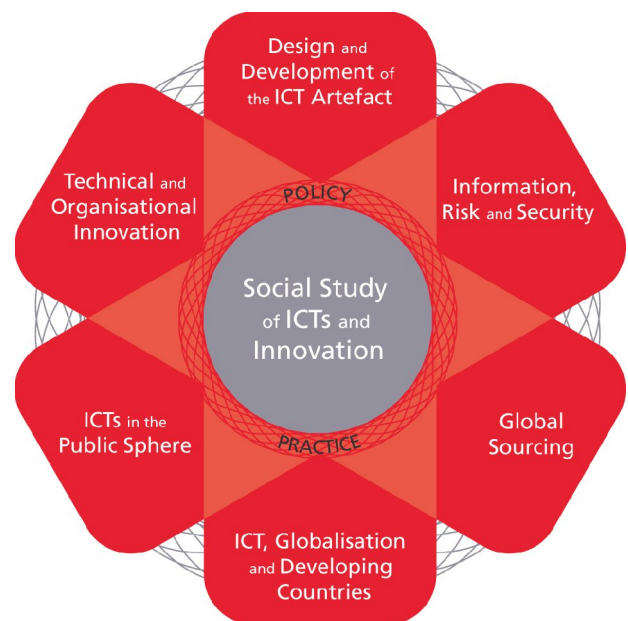 Design and
Development of
the ICT Artefact
Technical and
Organisational
Innovation
Information,
Risk and Security
POLICY
Social Study
of ICTs and
Innovation
PRACTICE
ICTs in the
Public Sphere
Global
Sourcing
ICT, Globalisation
and Developing
Countries